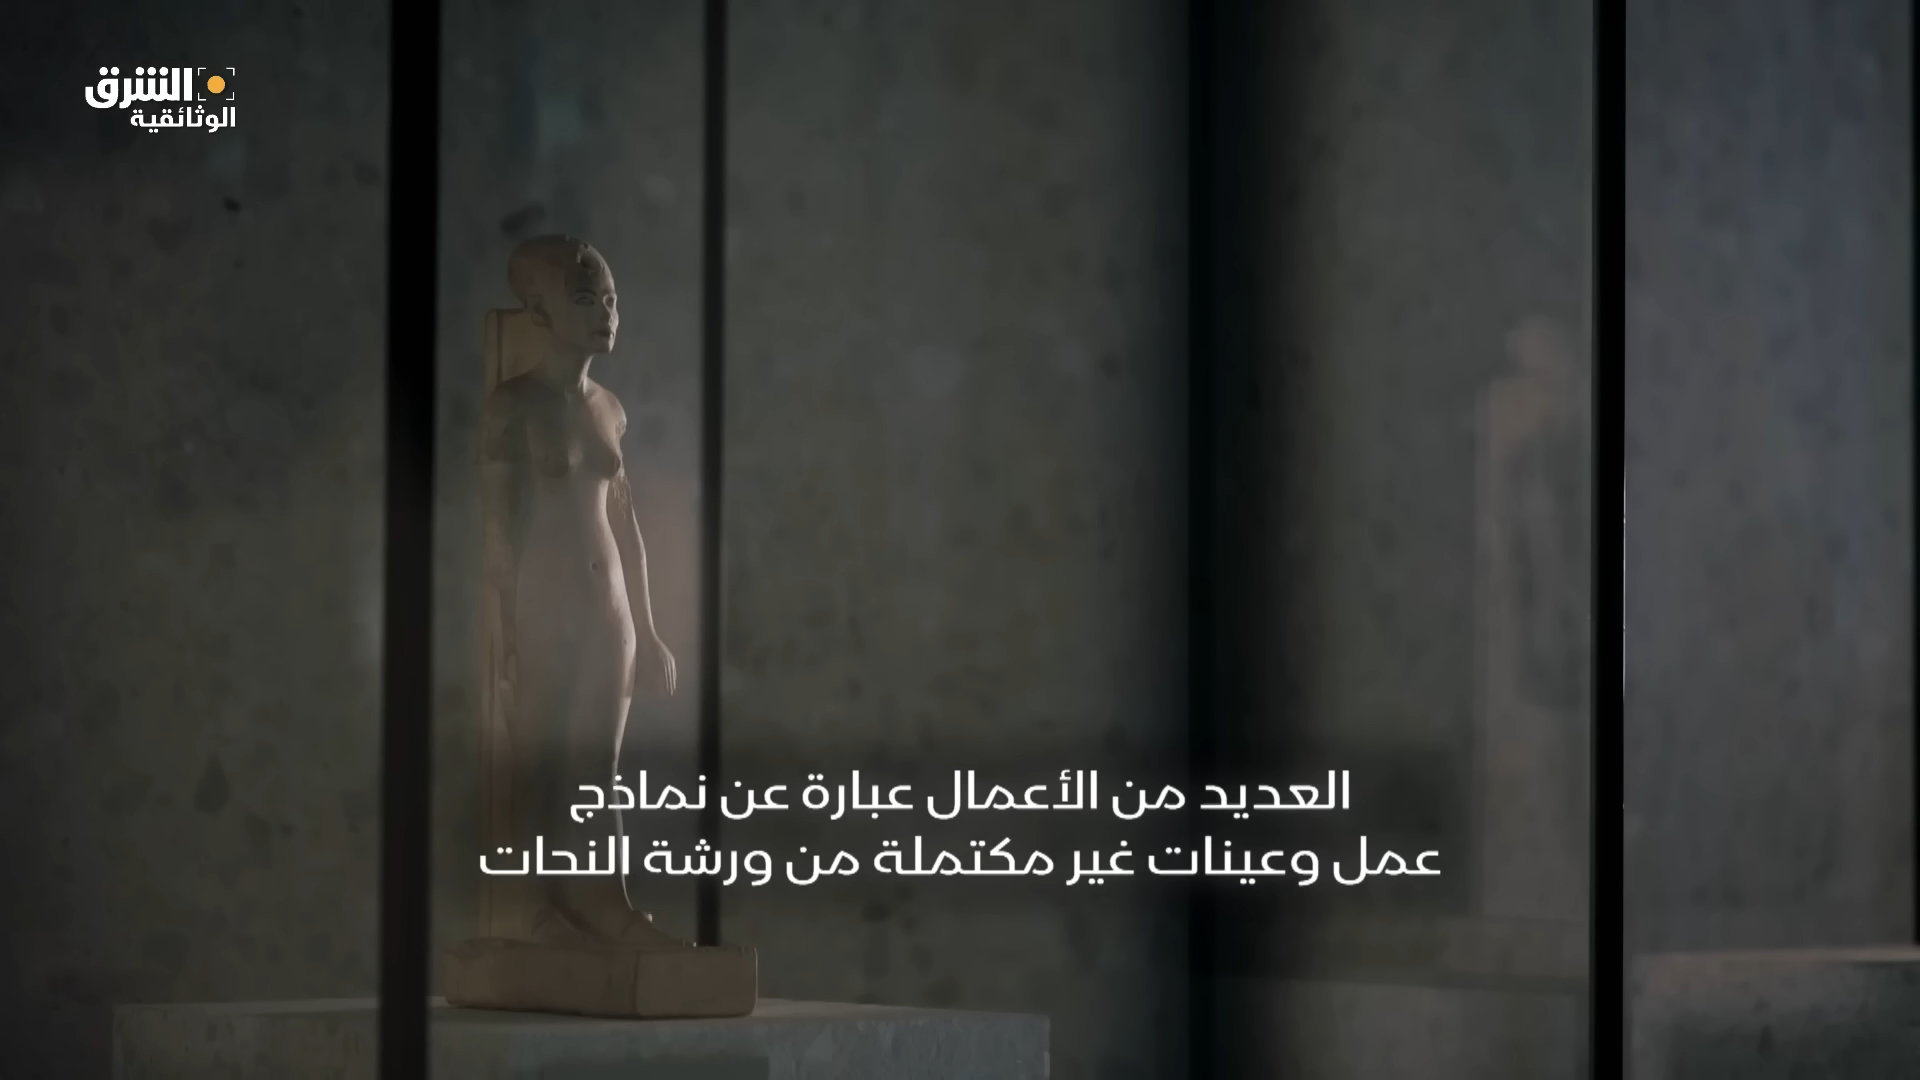 الشرق
الوثائقية
العديد من الأعمال عبارة عن نماذج
عمل وعينات غير مكتملة من ورشة النحات